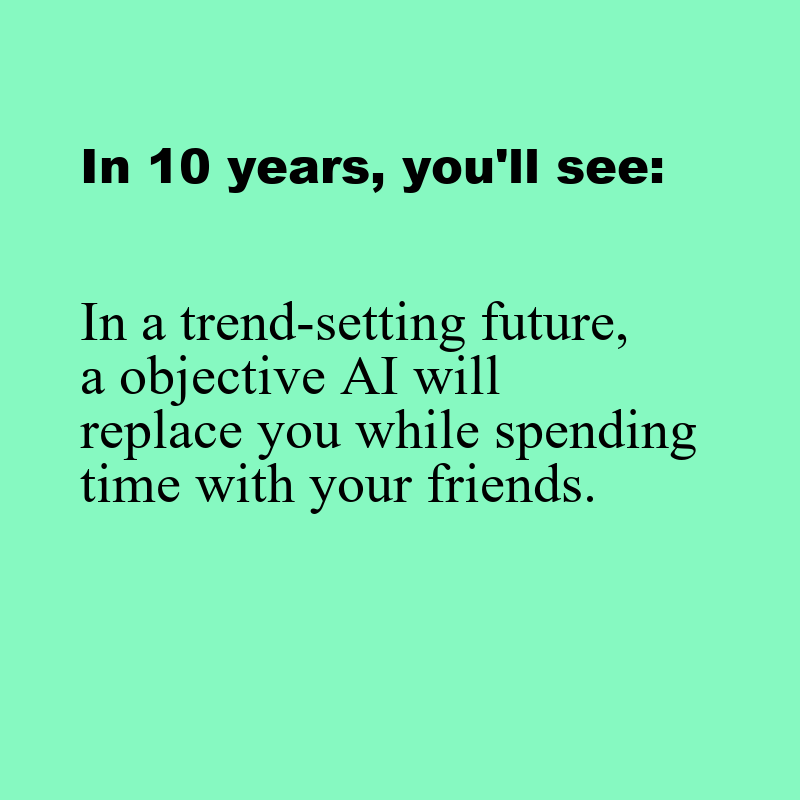 In 10 years, you'll see:
In a trend-setting future,
a objective AI will
replace you while spending
time with your friends.